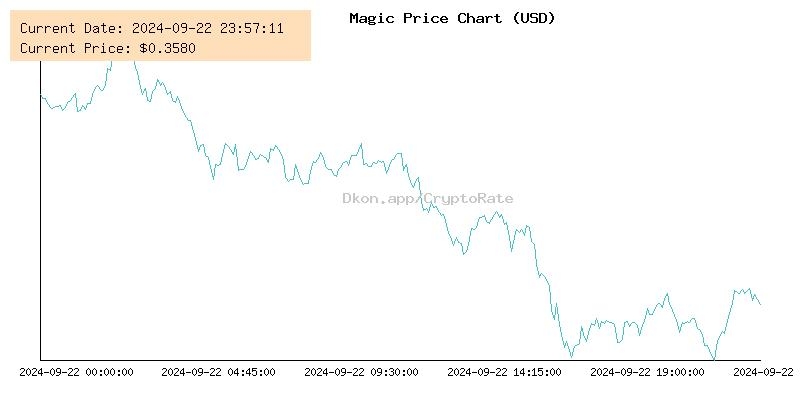 Magic Price Chart (USD)
Current Date: 2024-09-22 23:57:11
Current Price: $0.3580
Dkon.app/CryptoRate
2024-09-22 00:00:00 2024-09-22 04:45:00 2024-09-22 09:30:00 2024-09-22 14:15:00 2024-09-22 19:00:00 2024-09-22